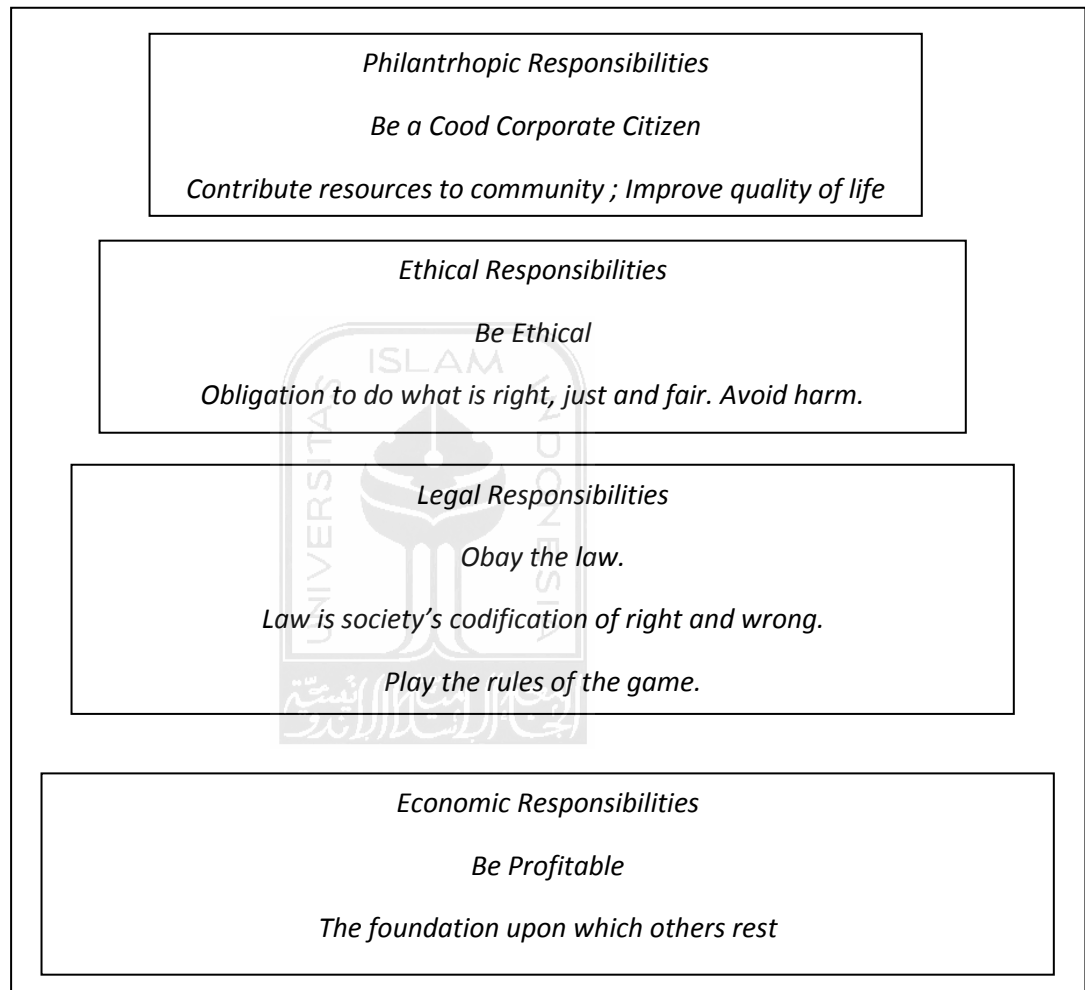 Philantrhopic Responsibilities
Be a Cood Corporate Citizen
Contribute resources to community ; Improve quality of life
Ethical Responsibilities
Be Ethical
Obligation to do what is right, just and fair. Avoid harm.
Legal Responsibilities
Obay the law.
Law is society’s codification of right and wrong.
Play the rules of the game.
Economic Responsibilities
Be Profitable
The foundation upon which others rest
UNIVERSITAS
ISLAM
INDONESIA